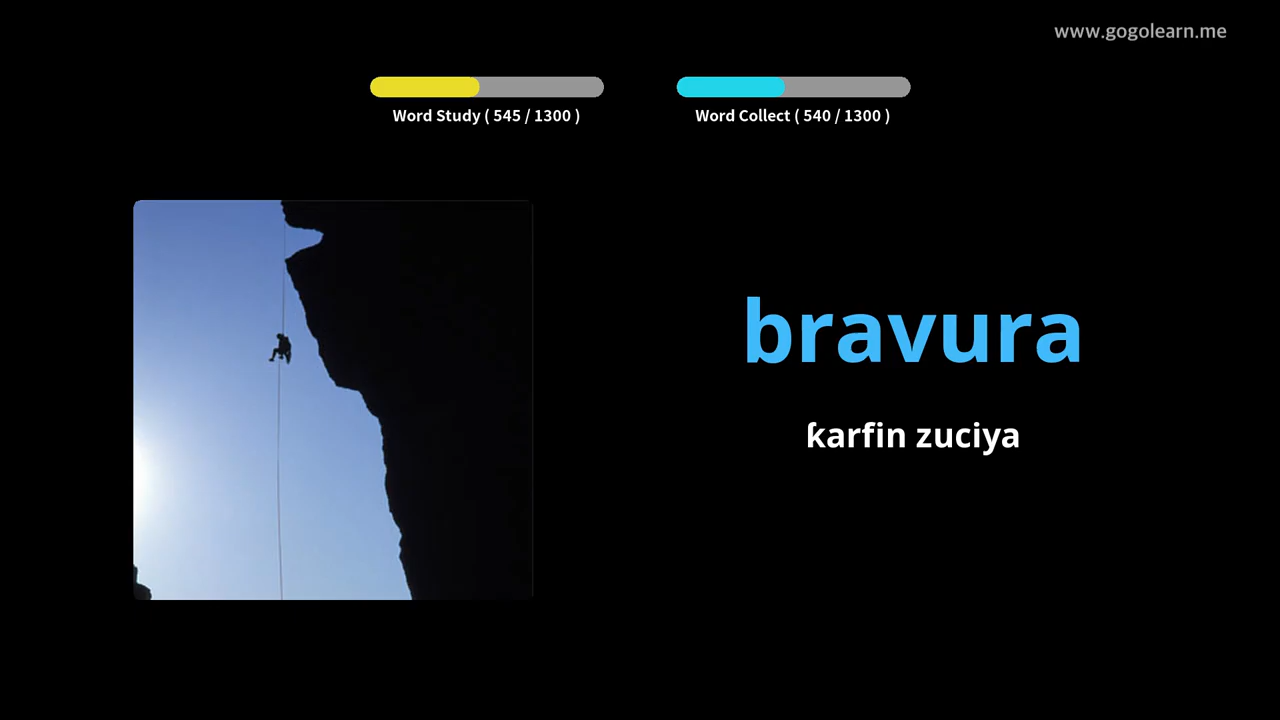 www.gogolearn.me
Word Study ( 545 / 1300 )
Word Collect ( 540 / 1300 )
bravura
ƙarfin zuciya